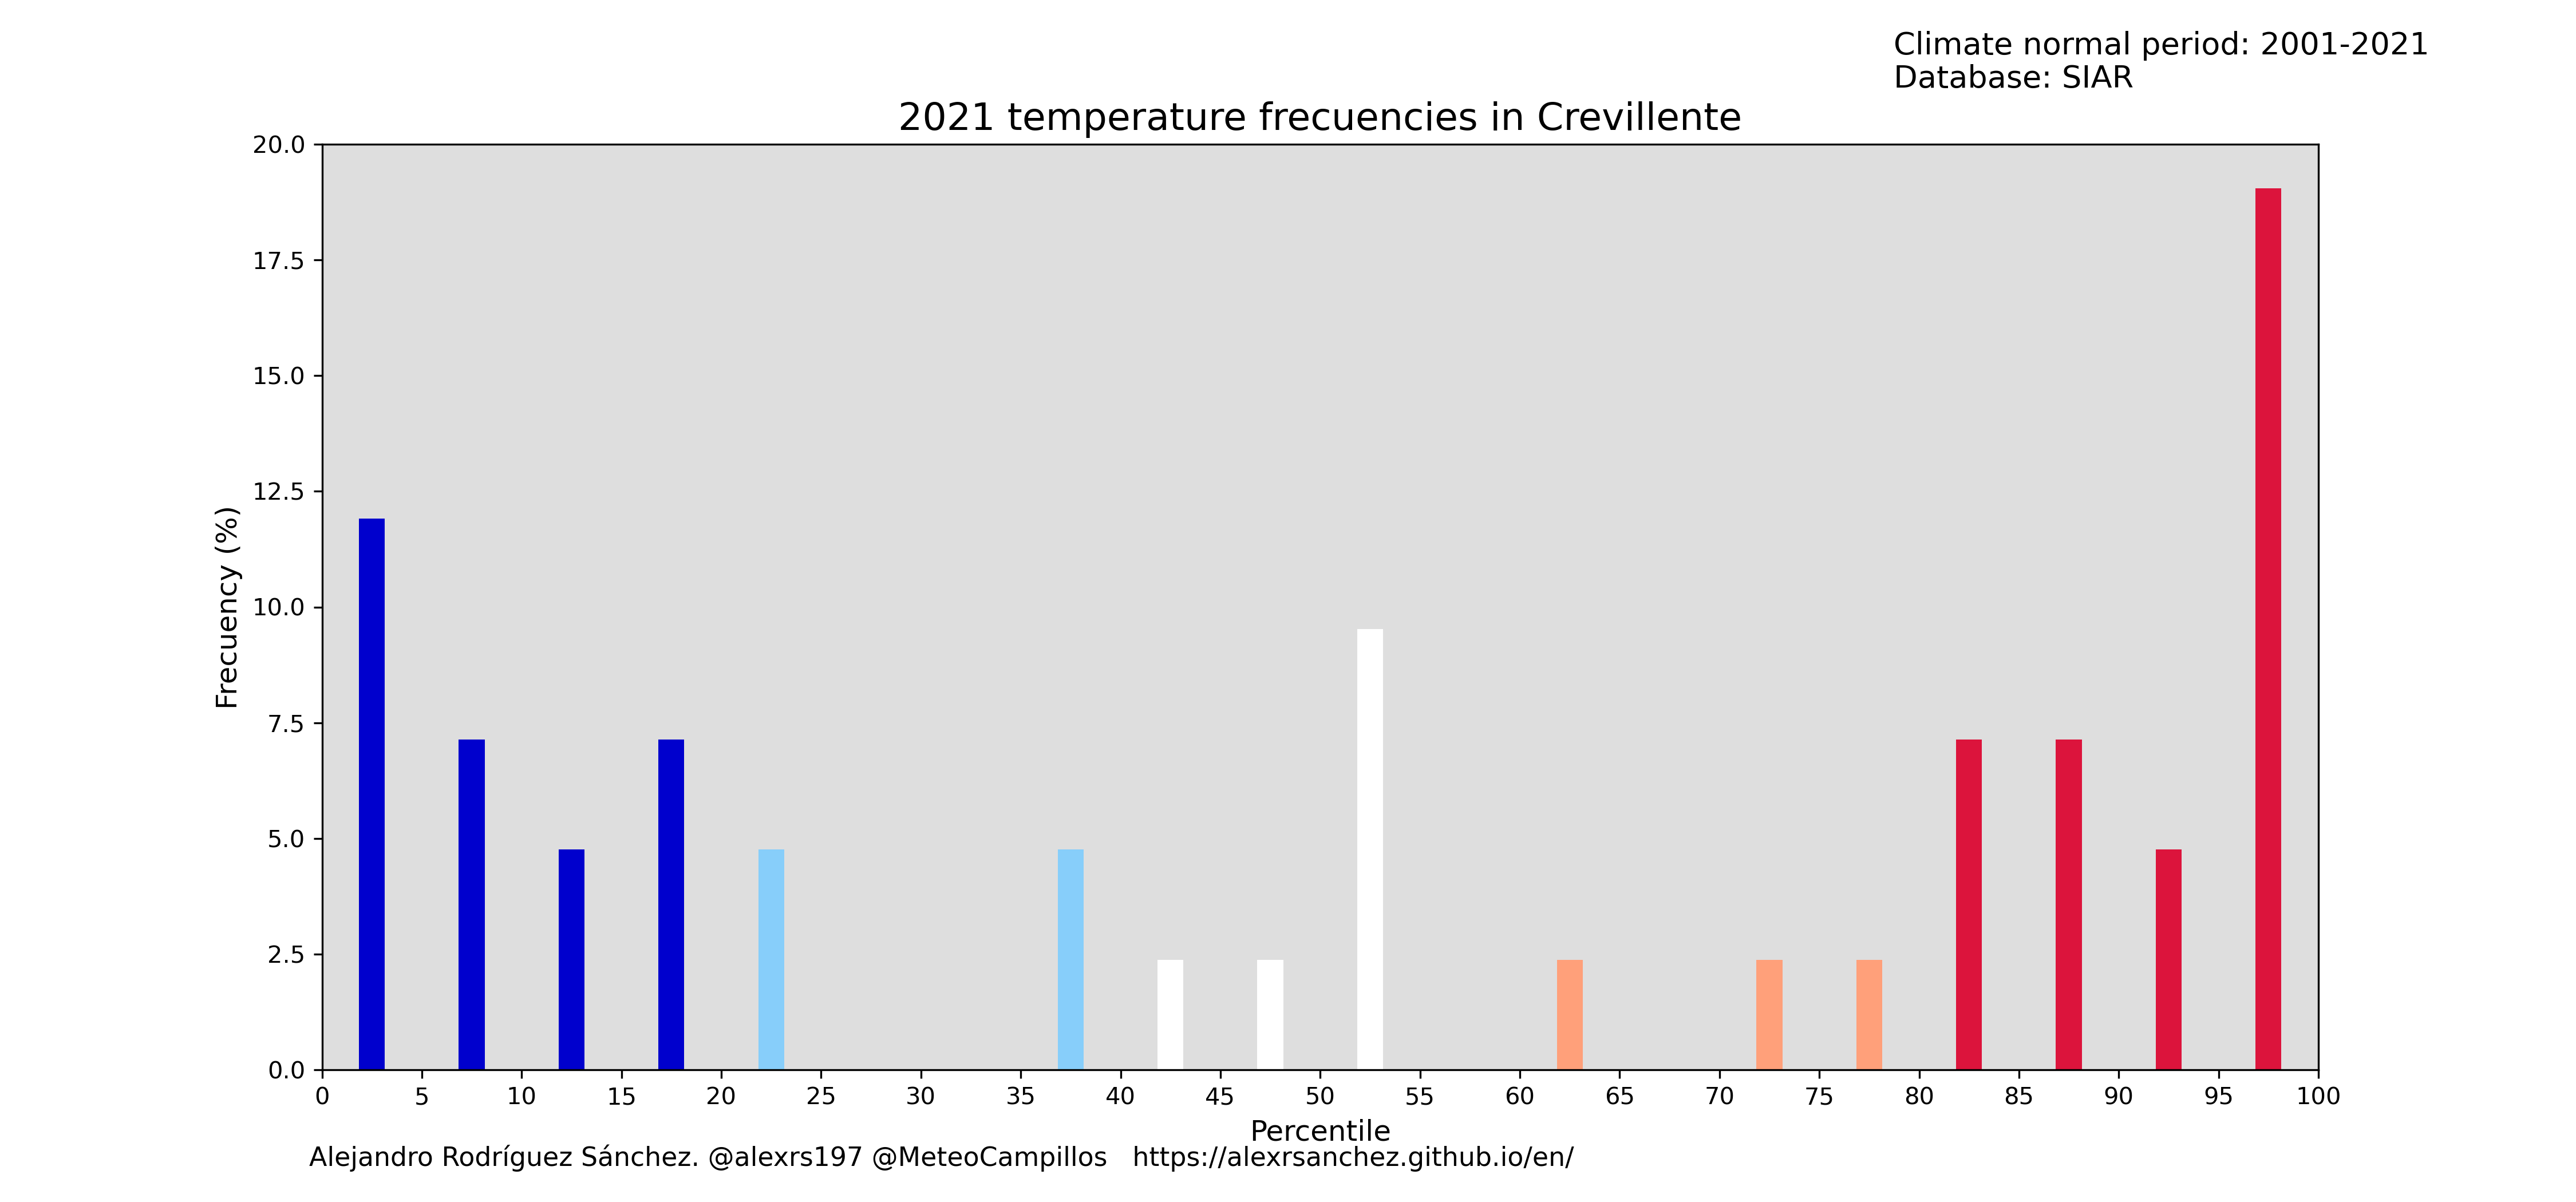 Climate normal period: 2001-2021
Database: SIAR
2021 temperature frecuencies in Crevillente
20.0
17.5
15.0
12.5
10.0
7.5
5.0
2.5
0.0
Frecuency (%)
0 5 10 15 20 25 30 35 40 45 50 55 60 65 70 75 80 85 90 95 100
Percentile
Alejandro Rodríguez Sánchez. @alexrs197 @MeteoCampillos https://alexrsanchez.github.io/en/